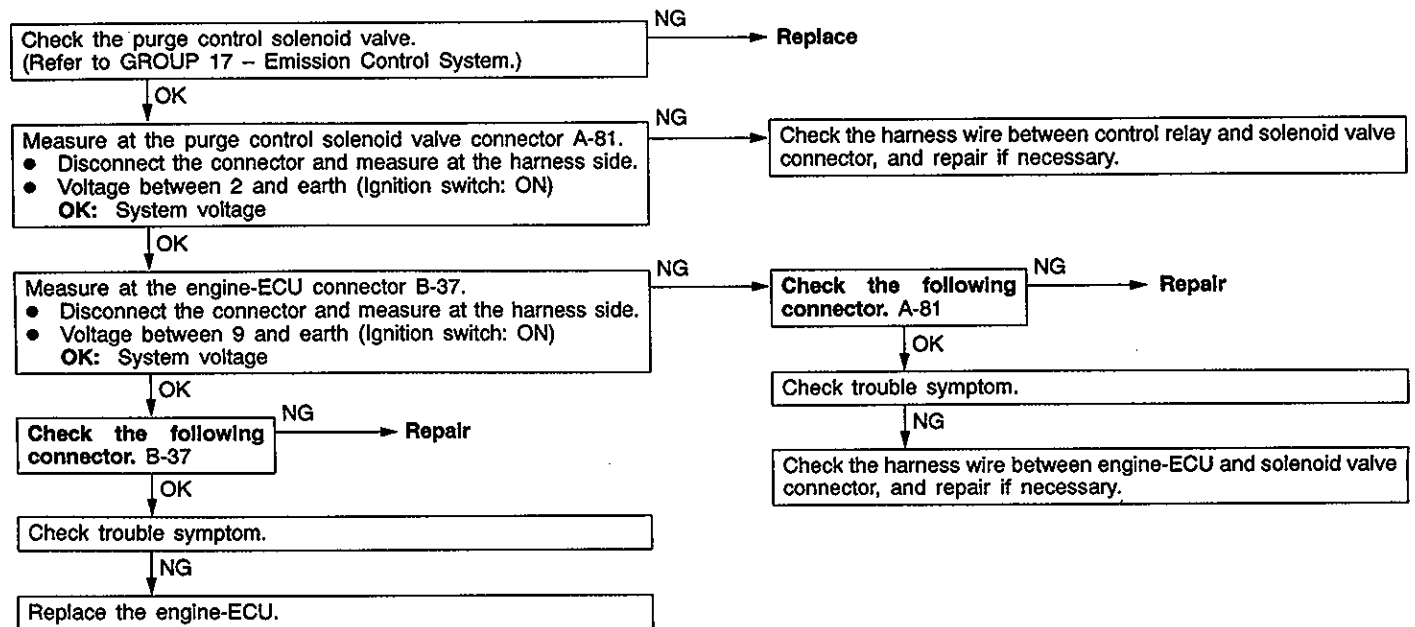 Check the purge control solenoid valve.
(Refer to GROUP 17 – Emission Control System.)
NG
Replace
OK
Measure at the purge control solenoid valve connector A-81.
● Disconnect the connector and measure at the harness side.
● Voltage between 2 and earth (Ignition switch: ON)
OK: System voltage
NG
Check the harness wire between control relay and solenoid valve
connector, and repair if necessary.
OK
Measure at the engine-ECU connector B-37.
● Disconnect the connector and measure at the harness side.
● Voltage between 9 and earth (Ignition switch: ON)
OK: System voltage
NG
Check the following
connector. A-81
NG
Repair
OK
Check trouble symptom.
NG
Check the harness wire between engine-ECU and solenoid valve
connector, and repair if necessary.
OK
Check the following
connector. B-37
NG
Repair
OK
Check trouble symptom.
NG
Replace the engine-ECU.